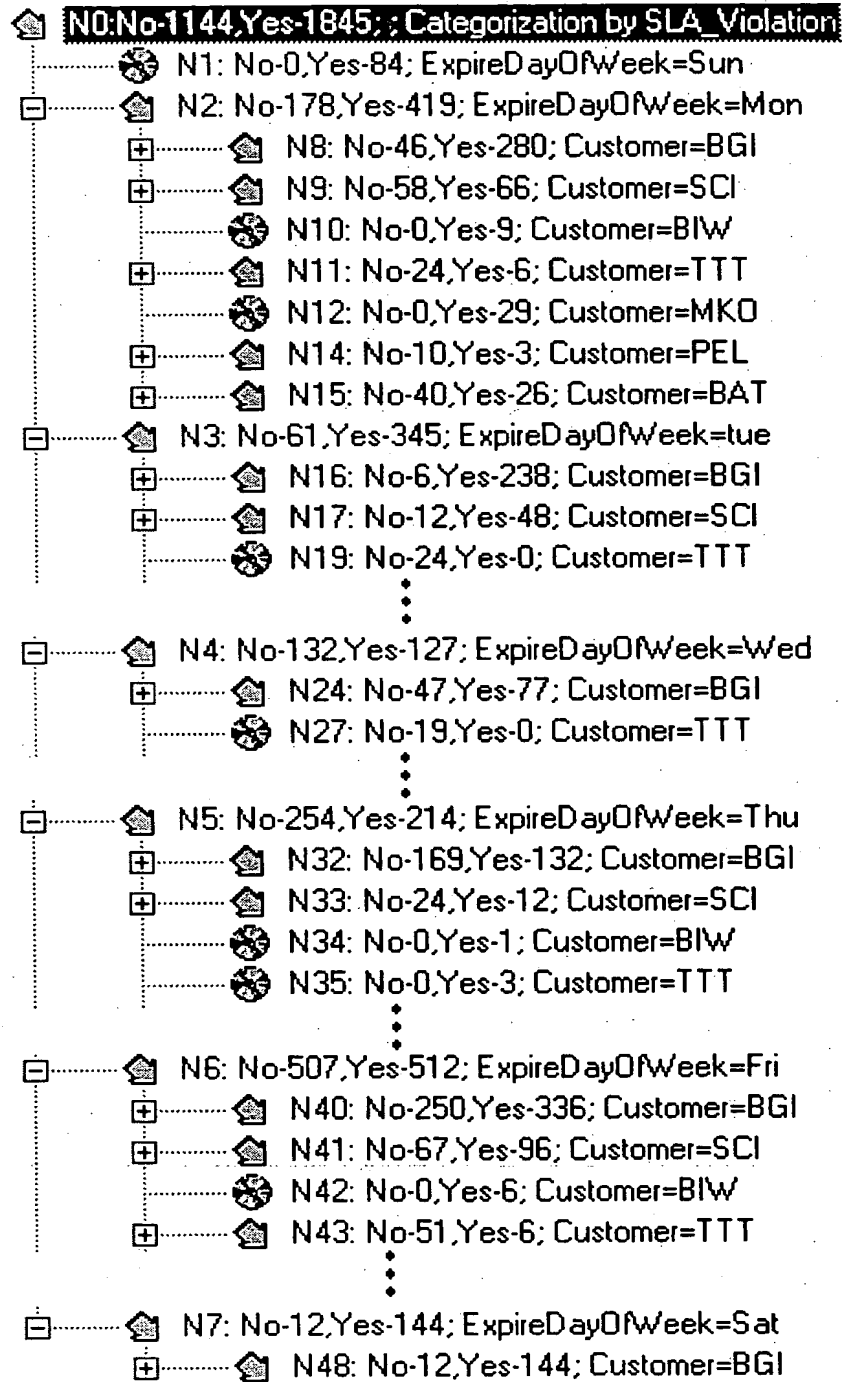 N0:No-1144,Yes-1845; ; Categorization by SLA_Violation
N1: No-0,Yes-84; ExpireDayOfWeek=Sun
N2: No-178,Yes-419; ExpireDayOfWeek=Mon
N8: No-46,Yes-280; Customer=BGI
N9: No-58,Yes-66; Customer=SCI
N10: No-0,Yes-9; Customer=BIW
N11: No-24,Yes-6; Customer=TTT
N12: No-0,Yes-29; Customer=MKO
N14: No-10,Yes-3; Customer=PEL
N15: No-40,Yes-26; Customer=BAT
N3: No-61,Yes-345; ExpireDayOfWeek=tue
N16: No-6,Yes-238; Customer=BGI
N17: No-12,Yes-48; Customer=SCI
N19: No-24,Yes-0; Customer=TTT
N4: No-132,Yes-127; ExpireDayOfWeek=Wed
N24: No-47,Yes-77; Customer=BGI
N27: No-19,Yes-0; Customer=TTT
N5: No-254,Yes-214; ExpireDayOfWeek=Thu
N32: No-169,Yes-132; Customer=BGI
N33: No-24,Yes-12; Customer=SCI
N34: No-0,Yes-1; Customer=BIW
N35: No-0,Yes-3; Customer=TTT
N6: No-507,Yes-512; ExpireDayOfWeek=Fri
N40: No-250,Yes-336; Customer=BGI
N41: No-67,Yes-96; Customer=SCI
N42: No-0,Yes-6; Customer=BIW
N43: No-51,Yes-6; Customer=TTT
N7: No-12,Yes-144; ExpireDayOfWeek=Sat
N48: No-12,Yes-144; Customer=BGI